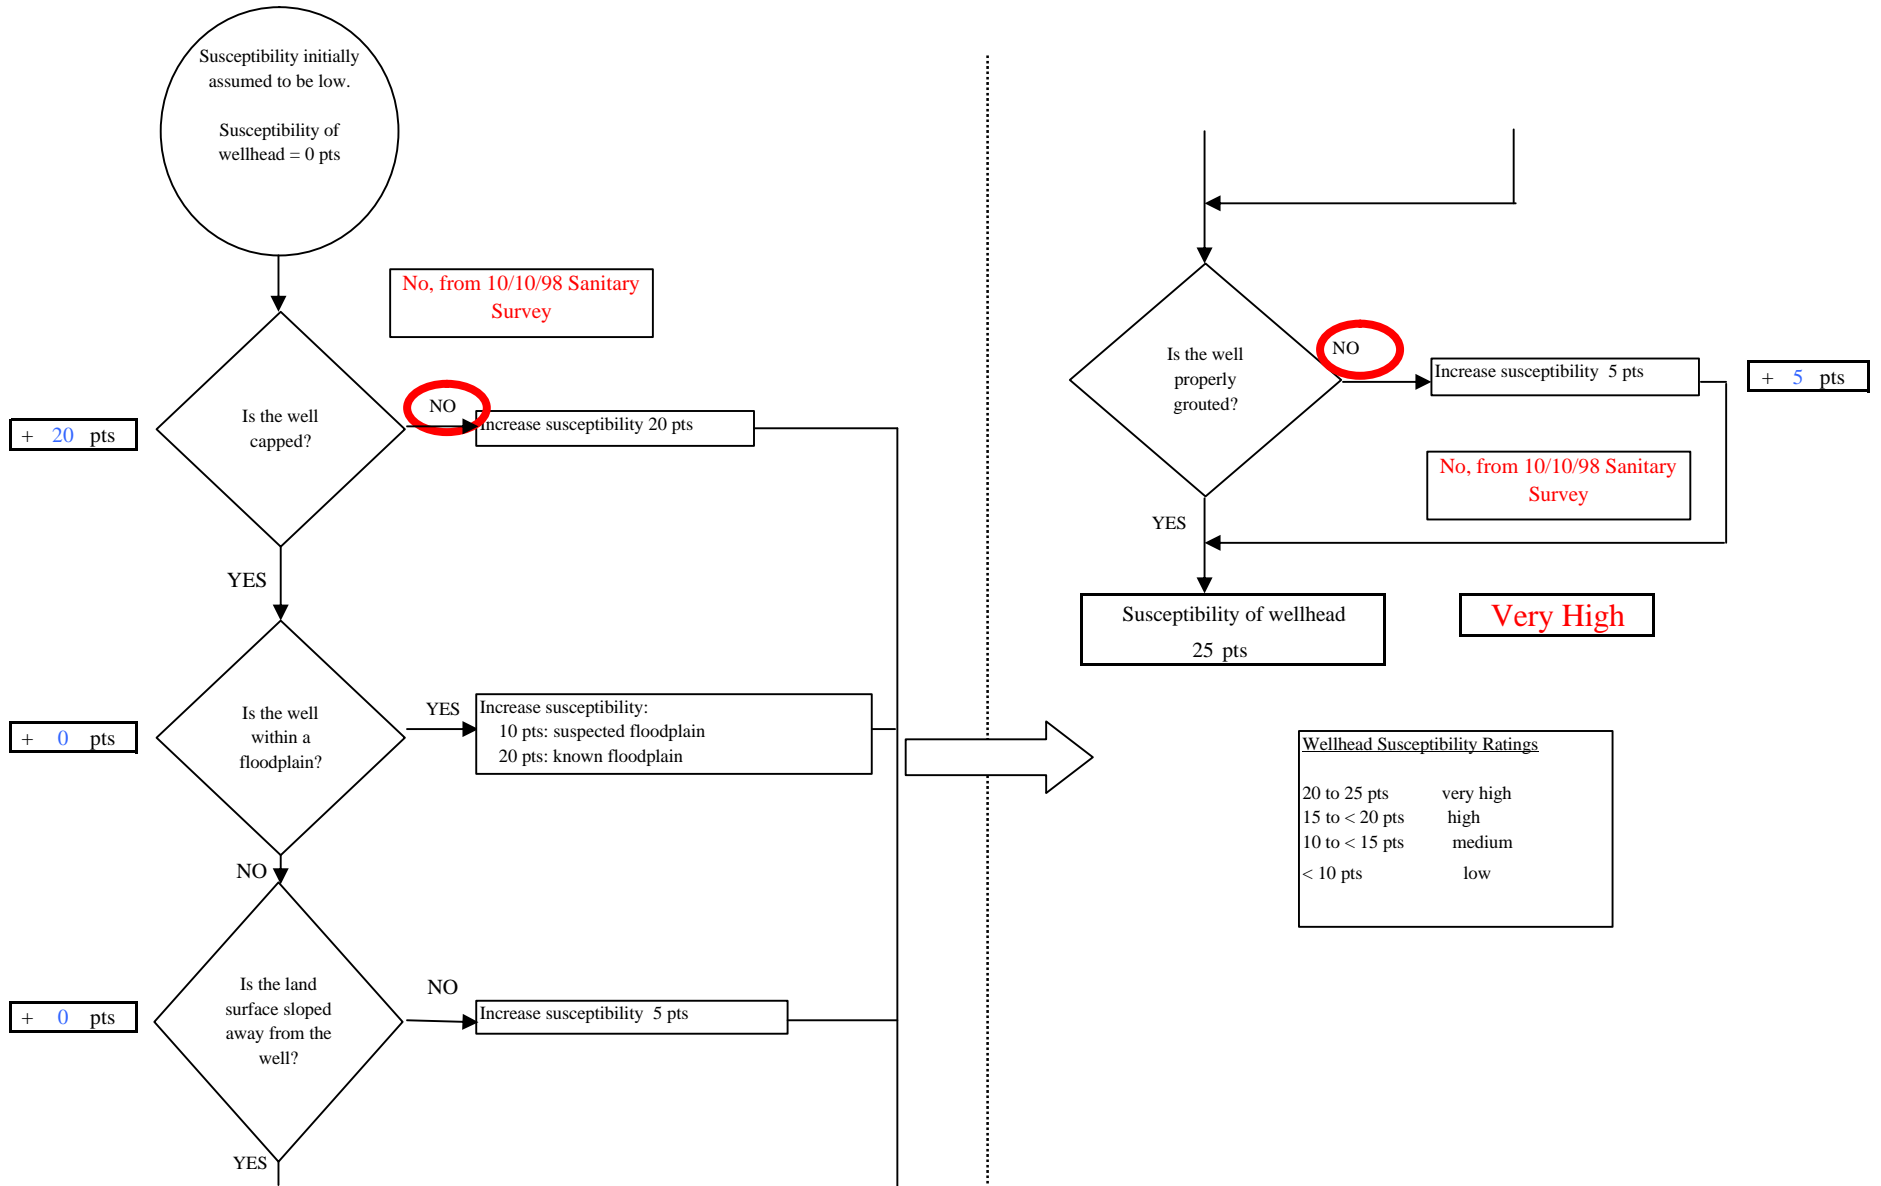 Susceptibility initially
assumed to be low.
Susceptibility of
wellhead = 0 pts
No, from 10/10/98 Sanitary
Survey
Is the well
capped?
NO
Increase susceptibility 20 pts
+ 20 pts
YES
Is the well
within a
floodplain?
YES
Increase susceptibility:
10 pts: suspected floodplain
20 pts: known floodplain
+ 0 pts
NO
Is the land
surface sloped
away from the
well?
NO
Increase susceptibility 5 pts
+ 0 pts
YES
Is the well
properly
grouted?
NO
Increase susceptibility 5 pts
+ 5 pts
No, from 10/10/98 Sanitary
Survey
YES
Susceptibility of wellhead
25 pts
Very High
Wellhead Susceptibility Ratings
20 to 25 pts very high
15 to < 20 pts high
10 to < 15 pts medium
< 10 pts low